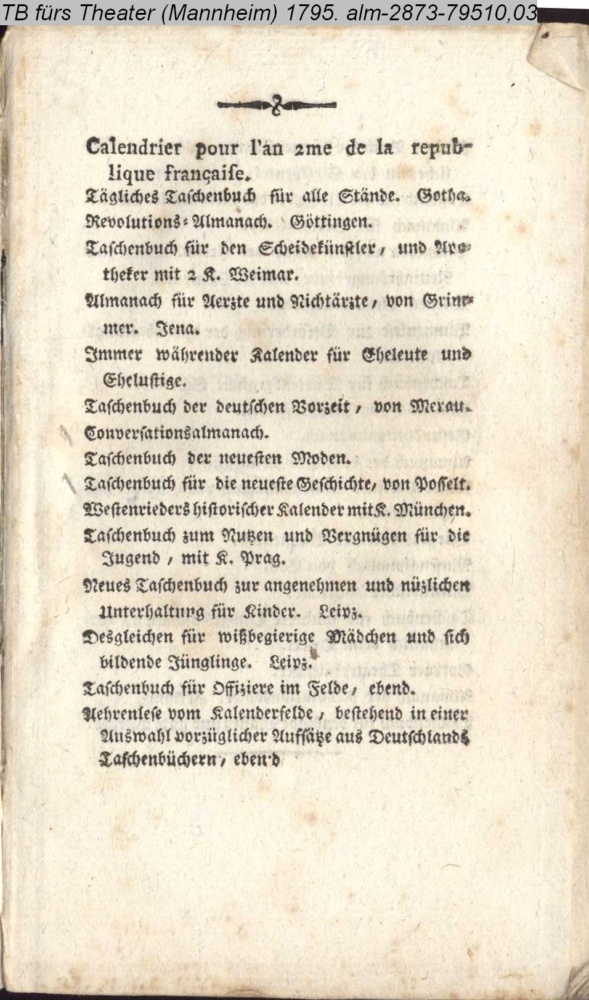 TB fürs Theater (Mannheim) 1795. alm-2873-79510,03
Calendrier pour l'an 2me de la repub-
lique françaiſe.
Tägliches Taſchenbuch für alle Stände. Gotha.
Revolutions-Almanach. Göttingen.
Taſchenbuch für den Scheidekünſtler, und Apo-
theker mit 2 K. Weimar.
Almanach für Aerzte und Nichtärzte, von Grim-
mer. Jena.
Immer währender Kalender für Eheleute und
Eheluſtige.
Taſchenbuch der deutſchen Vorzeit, von Merau.
Converſationsalmanach.
Taſchenbuch der neueſten Moden.
Taſchenbuch für die neueſte Geſchichte, von Poſſelt.
Weſtenrieders hiſtoriſcher Kalender mit K. München.
Taſchenbuch zum Nutzen und Vergnügen für die
Jugend, mit K. Prag.
Neues Taſchenbuch zur angenehmen und nüzlichen
Unterhaltung für Kinder. Leipz.
Desgleichen für wißbegierige Mädchen und ſich
bildende Jünglinge. Leipz.
Taſchenbuch für Offiziere im Felde, ebend.
Aehrenleſe vom Kalenderfelde, beſtehend in einer
Auswahl vorzüglicher Aufſätze aus Deutſchlands
Taſchenbüchern, ebend